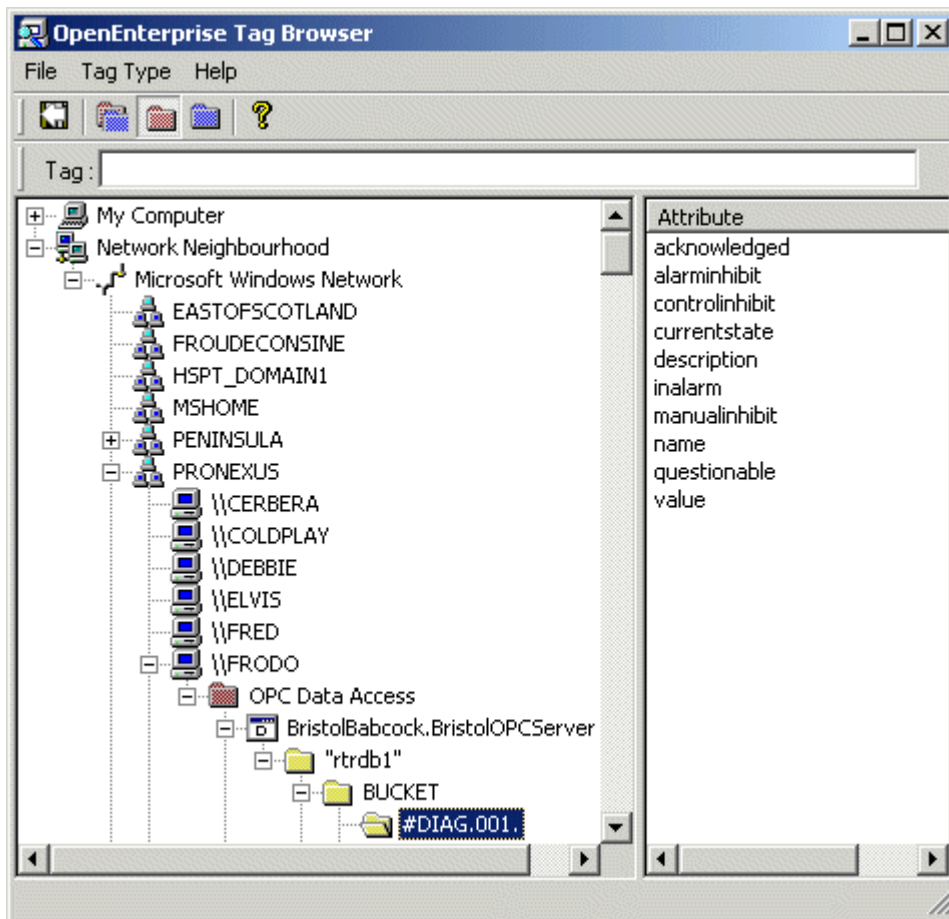 OpenEnterprise Tag Browser
File Tag Type Help
Tag :
My Computer
Network Neighbourhood
Microsoft Windows Network
EASTOFSCOTLAND
FROUDECONSINE
HSPT_DOMAIN1
MSHOME
PENINSULA
PRONEXUS
\\CERBERA
\\COLDPLAY
\\DEBBIE
\\ELVIS
\\FRED
\\FRODO
OPC Data Access
BristolBabcock.BristolOPCServer
"rtrdb1"
BUCKET
#DIAG.001.
Attribute
acknowledged
alarminhibit
controlinhibit
currentstate
description
inalarm
manualinhibit
name
questionable
value